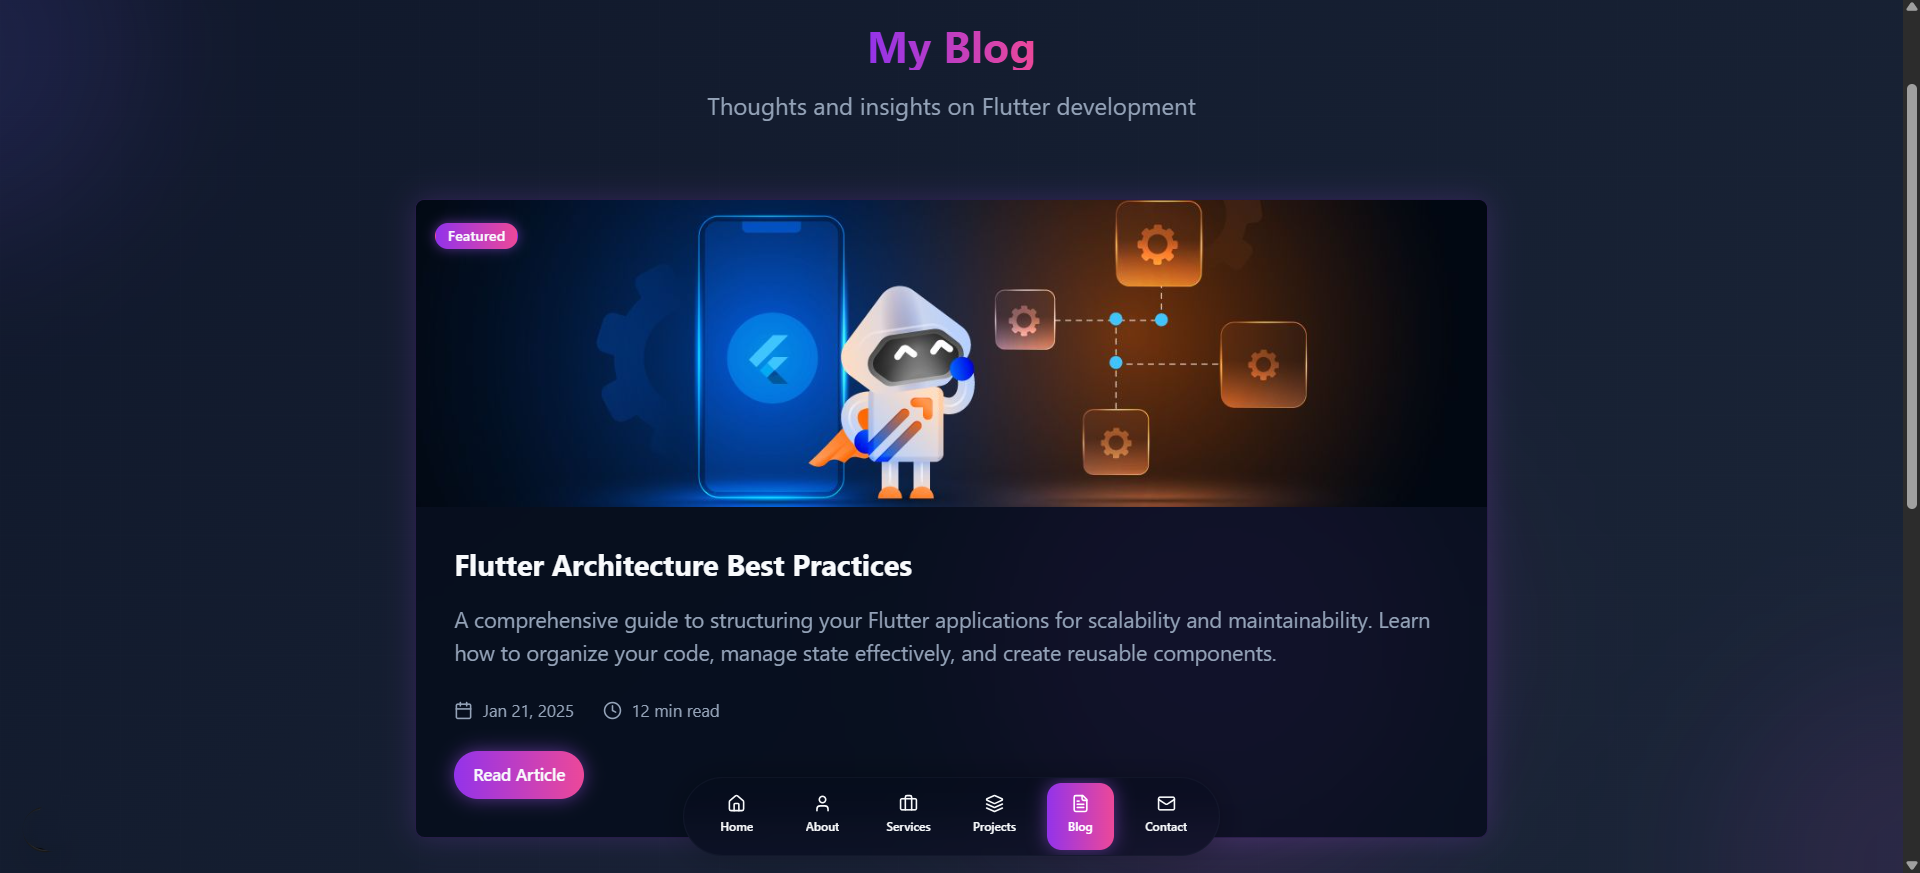 My Blog
Thoughts and insights on Flutter development
Featured
Flutter Architecture Best Practices
A comprehensive guide to structuring your Flutter applications for scalability and maintainability. Learn
how to organize your code, manage state effectively, and create reusable components.
Jan 21, 2025 12 min read
Read Article
Home About Services Projects Blog Contact